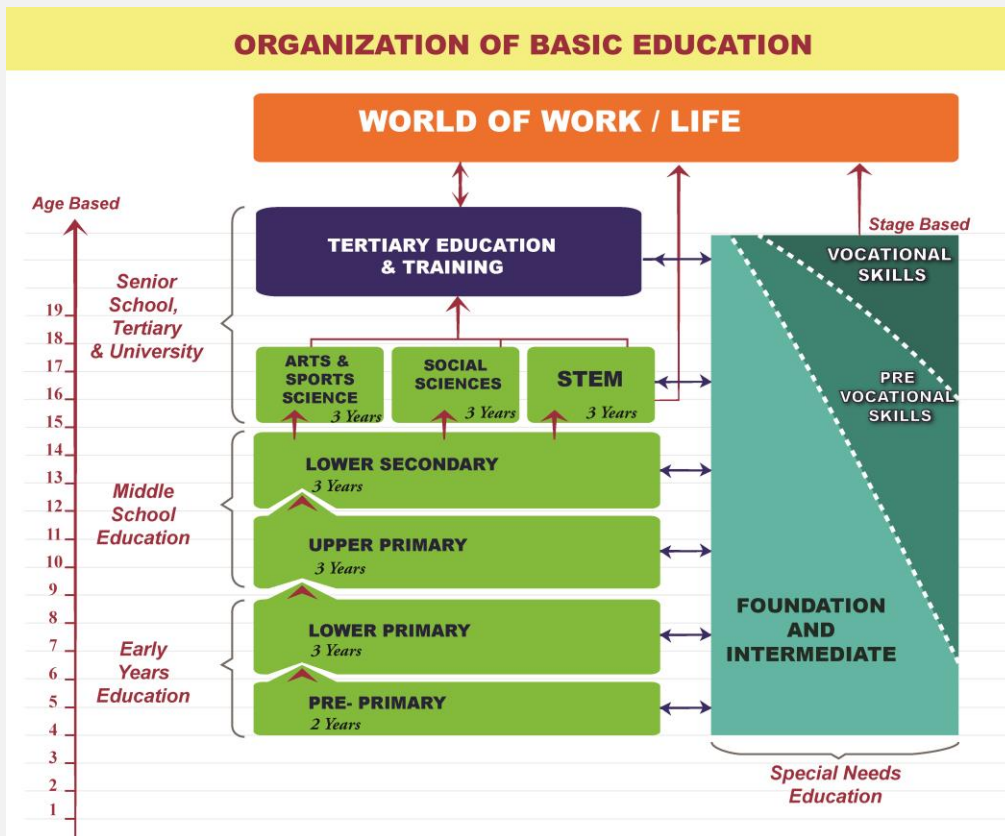 ORGANIZATION OF BASIC EDUCATION
WORLD OF WORK / LIFE
Age Based
Stage Based
Senior
School,
Tertiary
& University
TERTIARY EDUCATION
& TRAINING
VOCATIONAL
SKILLS
19
18
17
16
15
ARTS &
SPORTS
SCIENCE
3 Years
SOCIAL
SCIENCES
3 Years
STEM
3 Years
PRE
VOCATIONAL
SKILLS
Middle
School
Education
14
13
12
11
10
9
LOWER SECONDARY
3 Years
UPPER PRIMARY
3 Years
Early
Years
Education
8
7
6
5
4
LOWER PRIMARY
3 Years
PRE- PRIMARY
2 Years
FOUNDATION
AND
INTERMEDIATE
3
2
1
Special Needs
Education